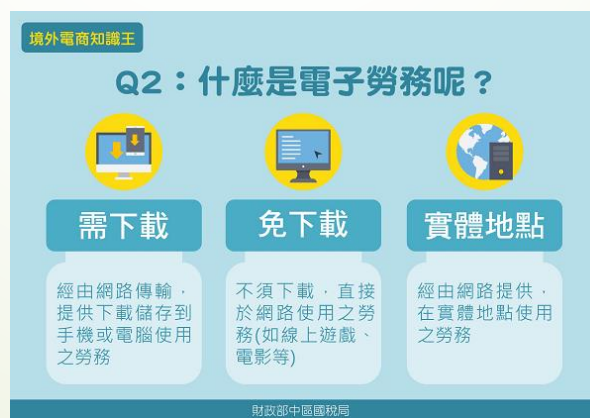 境外電商知識王
Q2：什麼是電子勞務呢？
需下載
經由網路傳輸，
提供下載儲存到
手機或電腦使用
之勞務
免下載
不須下載，直接
於網路使用之勞
務(如線上遊戲、
電影等)
實體地點
經由網路提供，
在實體地點使用
之勞務
財政部中區國稅局